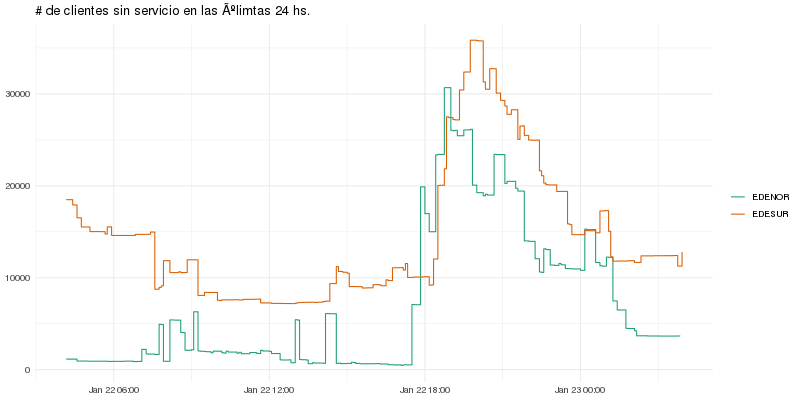 # de clientes sin servicio en las Ãºlimtas 24 hs.
30000
20000
10000
0
Jan 22 06:00
Jan 22 12:00
Jan 22 18:00
Jan 23 00:00
EDENOR
EDESUR